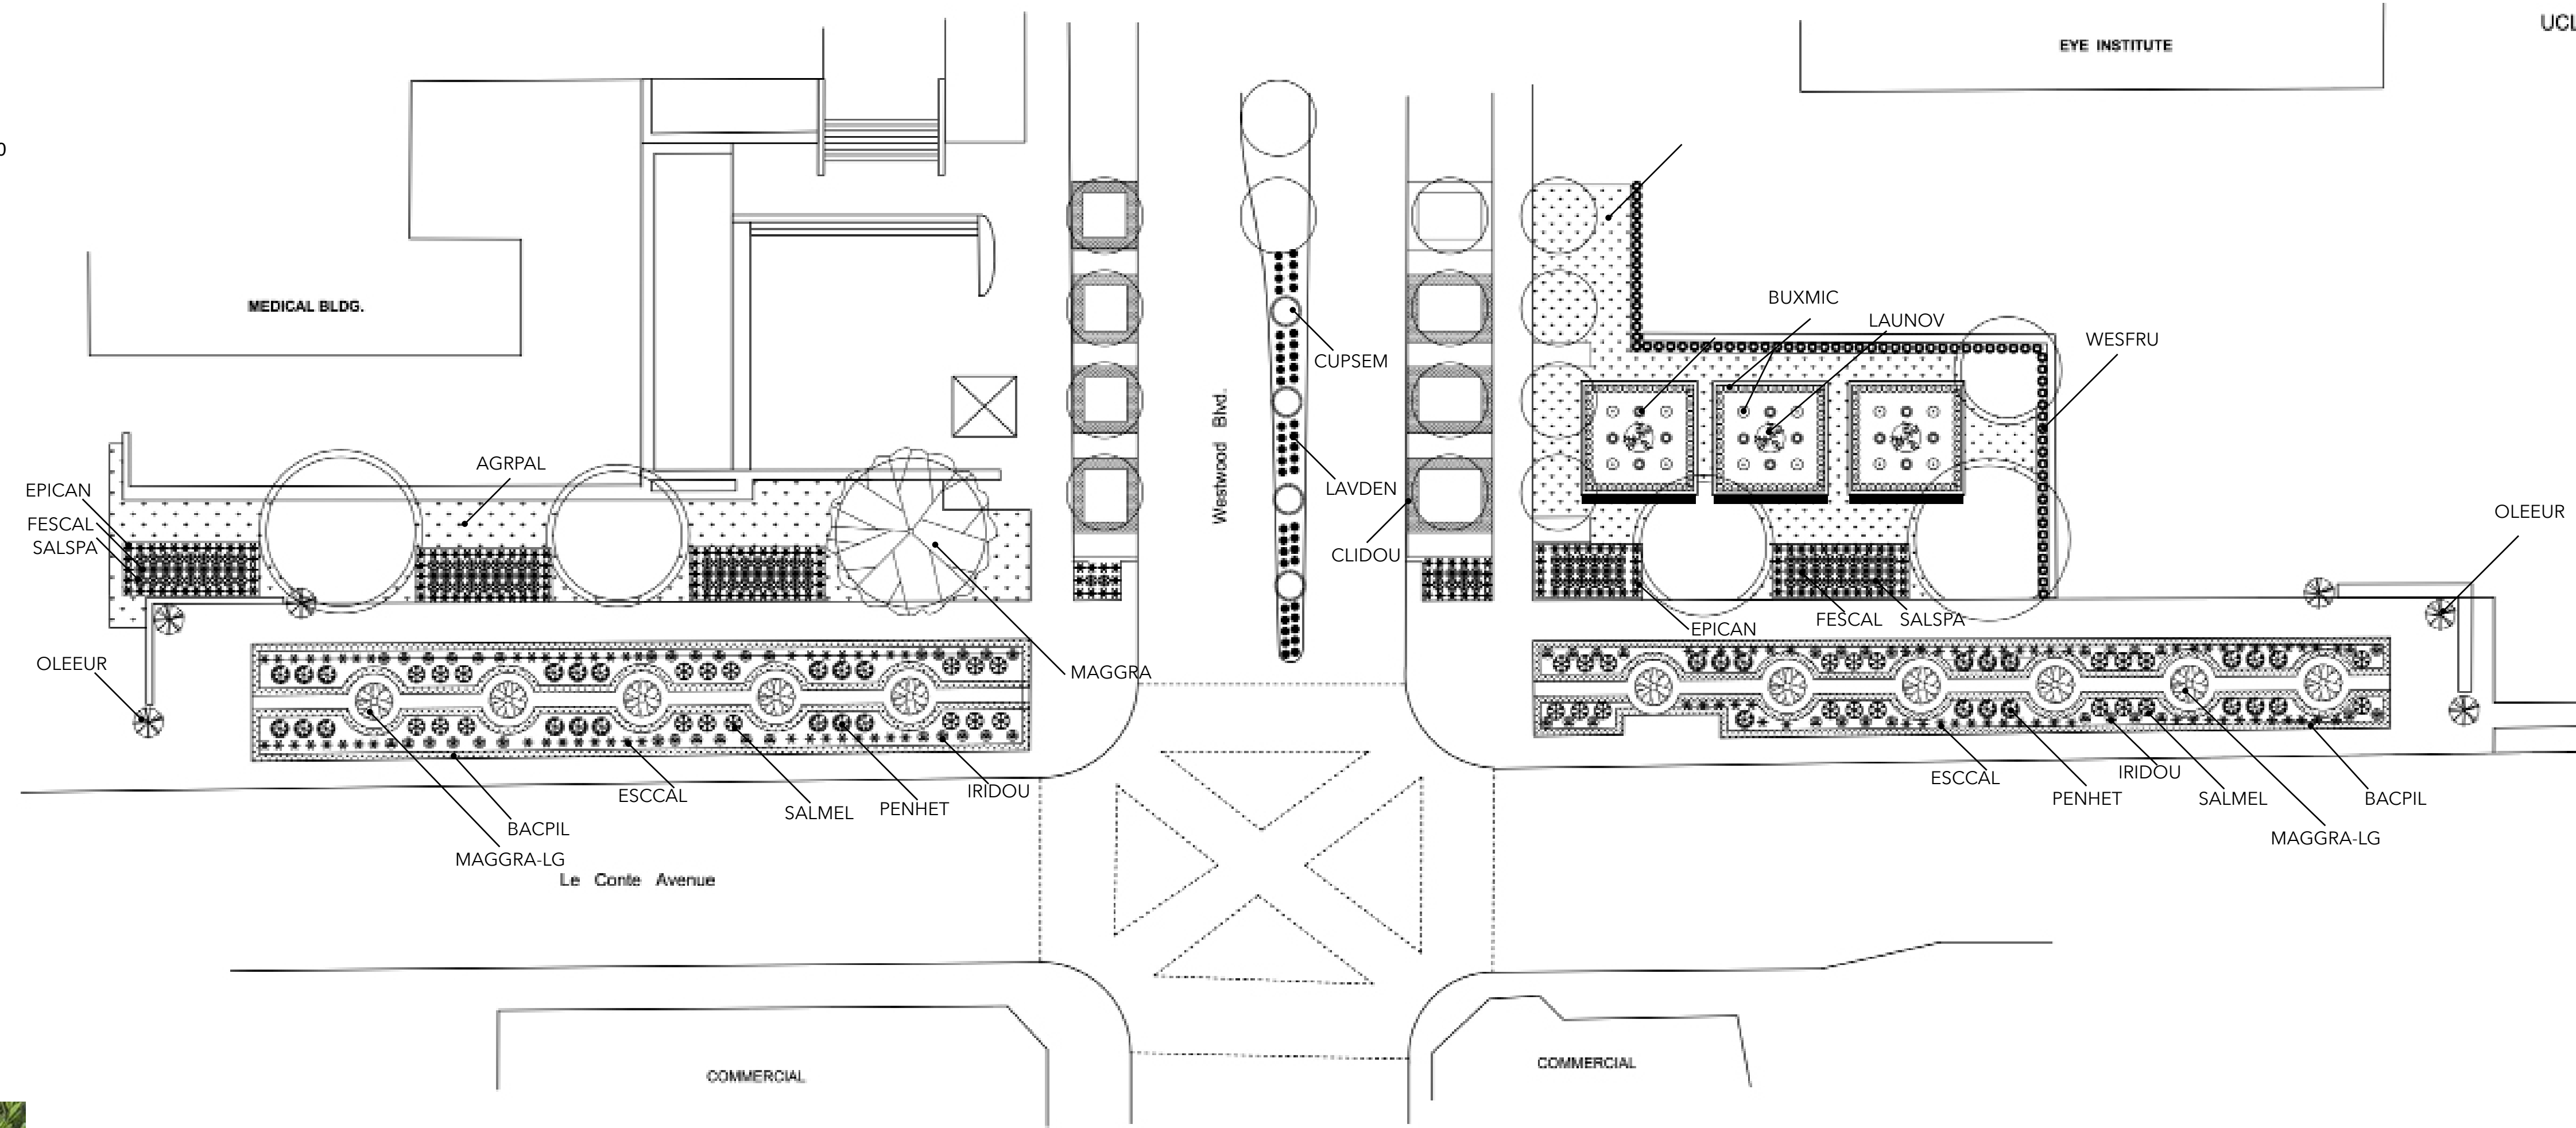 UCL
EYE INSTITUTE
0
MEDICAL BLDG.
BUXMIC
LAUNOV
WESFRU
CUPSEM
Westwood Blvd.
AGRPAL
EPICAN
FESCAL
SALSPA
LAVDEN
CLIDOU
OLEEUR
FESCAL
SALSPA
EPICAN
OLEEUR
MAGGRA
ESCCAL
SALMEL
PENHET
IRIDOU
BACPIL
MAGGRA-LG
ESCCAL
PENHET
IRIDOU
SALMEL
BACPIL
MAGGRA-LG
Le Conte Avenue
COMMERCIAL
COMMERCIAL